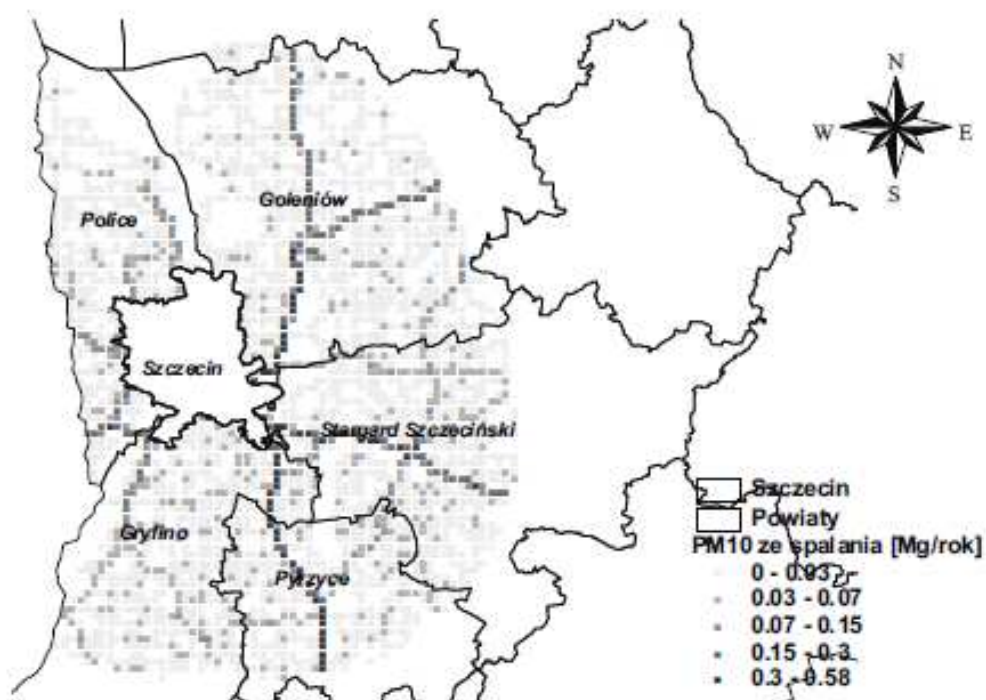 N
W E
S
Goleniów
Police
Szczecin
Stargard Szczeciński
Gryfino
Pyrzyce
Szczecin
Powiaty
PM10 ze spalania [Mg/rok]
0 - 0.03
0.03 - 0.07
0.07 - 0.15
0.15 - 0.3
0.3 - 0.58